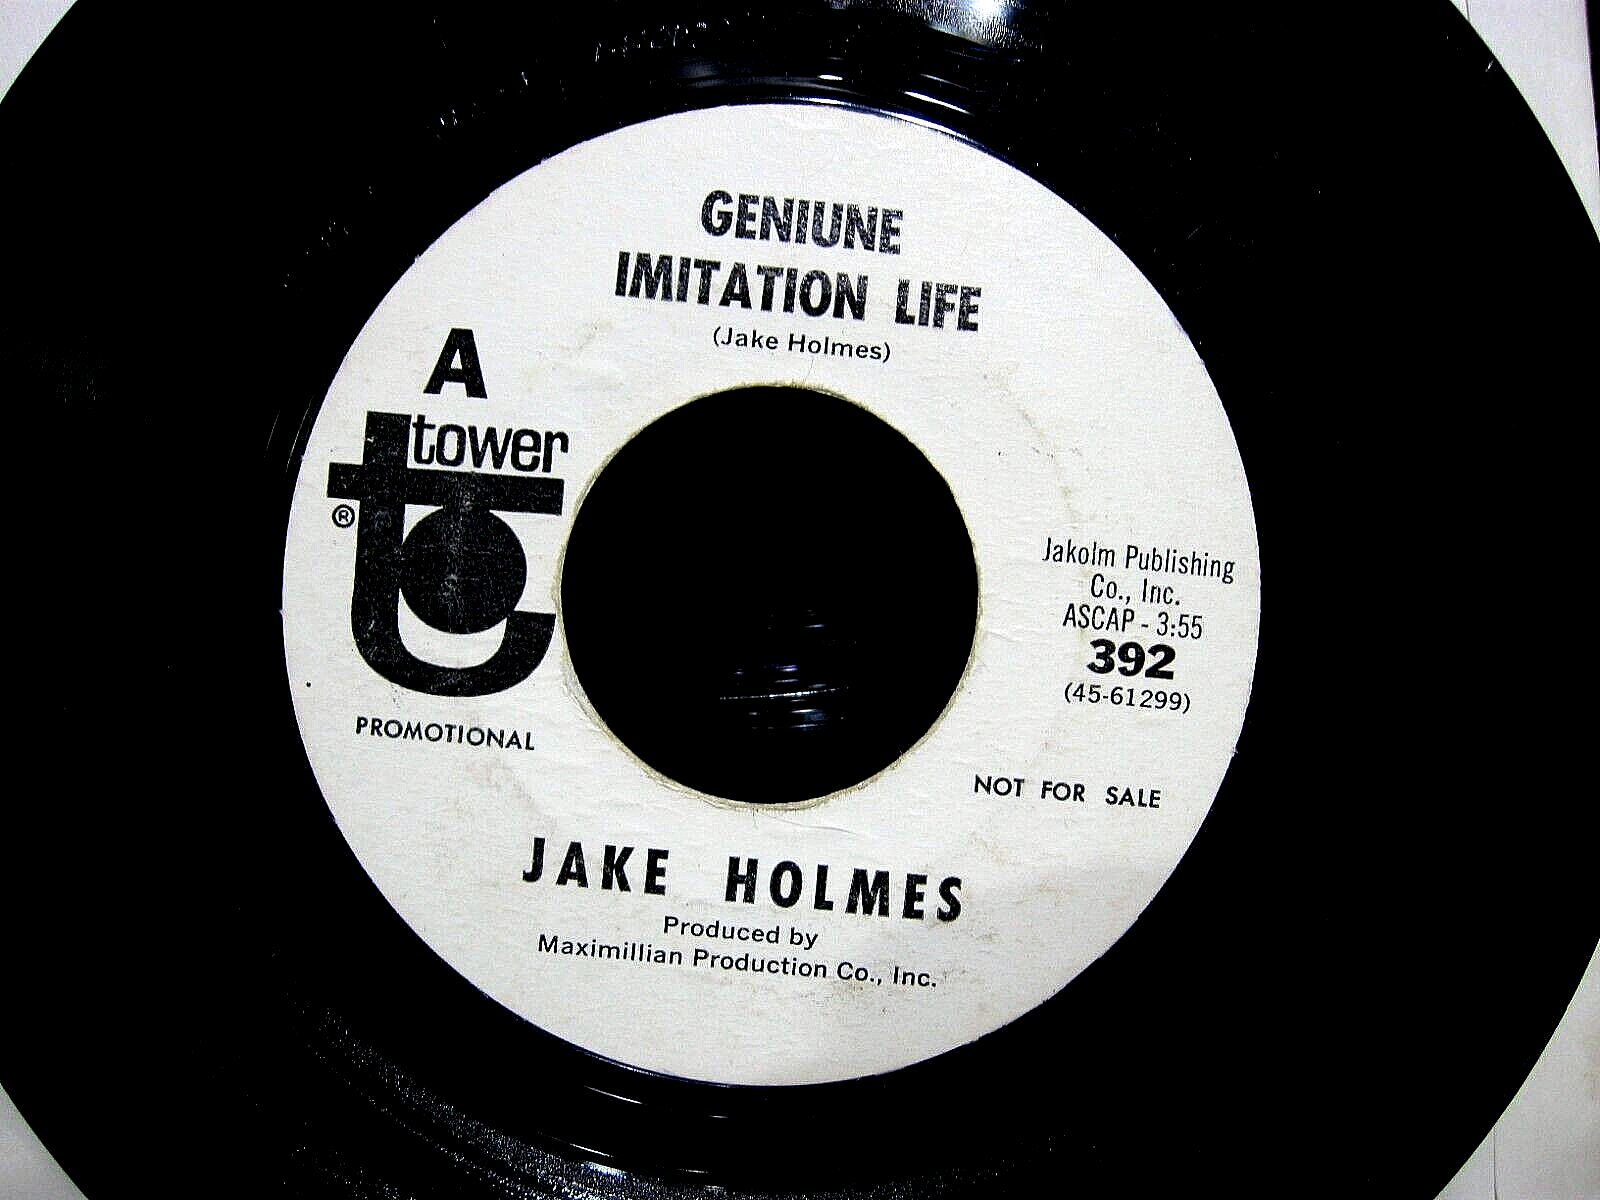 GENIUNE
IMITATION LIFE
(Jake Holmes)
A
tower
®
PROMOTIONAL
Jakolm Publishing
Co., Inc.
ASCAP - 3:55
392
(45-61299)
NOT FOR SALE
JAKE HOLMES
Produced by
Maximillian Production Co., Inc.